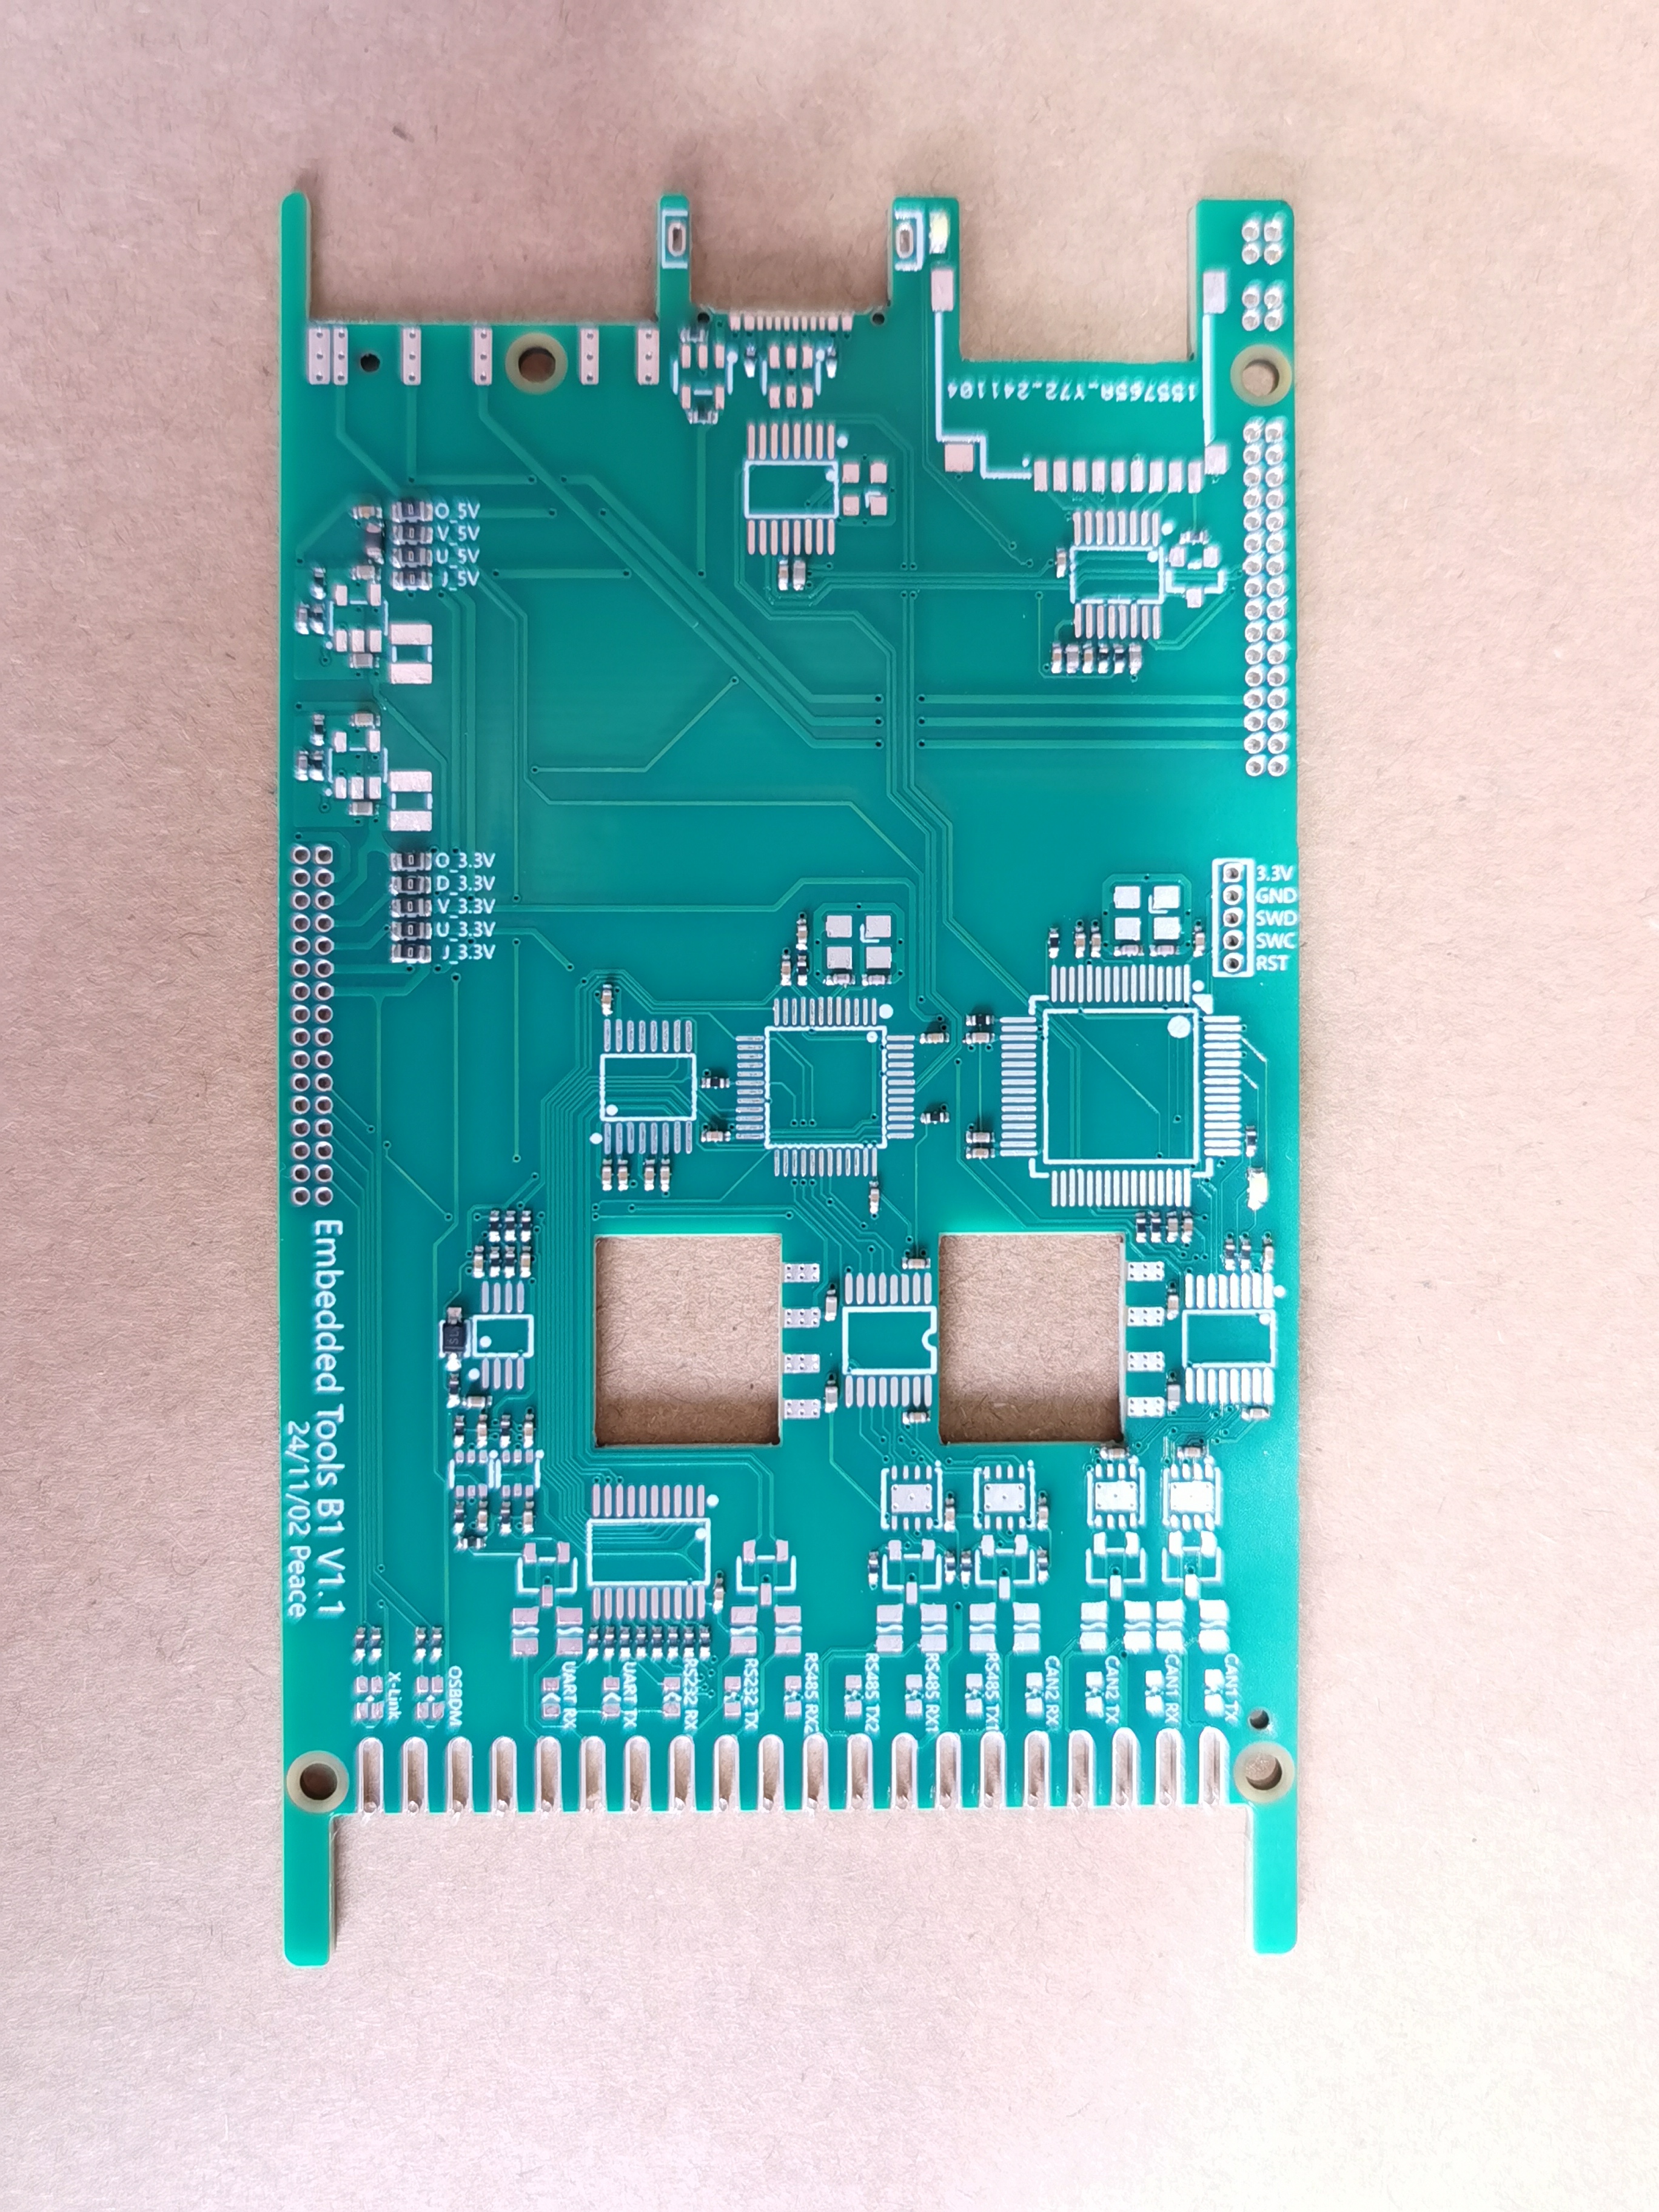 155765A_Y72_241104
O_5V
V_5V
U_5V
J_5V
O_3.3V
D_3.3V
V_3.3V
U_3.3V
J_3.3V
3.3V
GND
SWD
SWC
RST
Embedded Tools B1 V1.1
24/11/02 Peace
X-Link
OSBDM
UART RX
UART TX
RS232 RX
RS232 TX
RS485 RX2
RS485 TX2
RS485 RX1
RS485 TX1
CAN2 RX
CAN2 TX
CAN1 RX
CAN1 TX